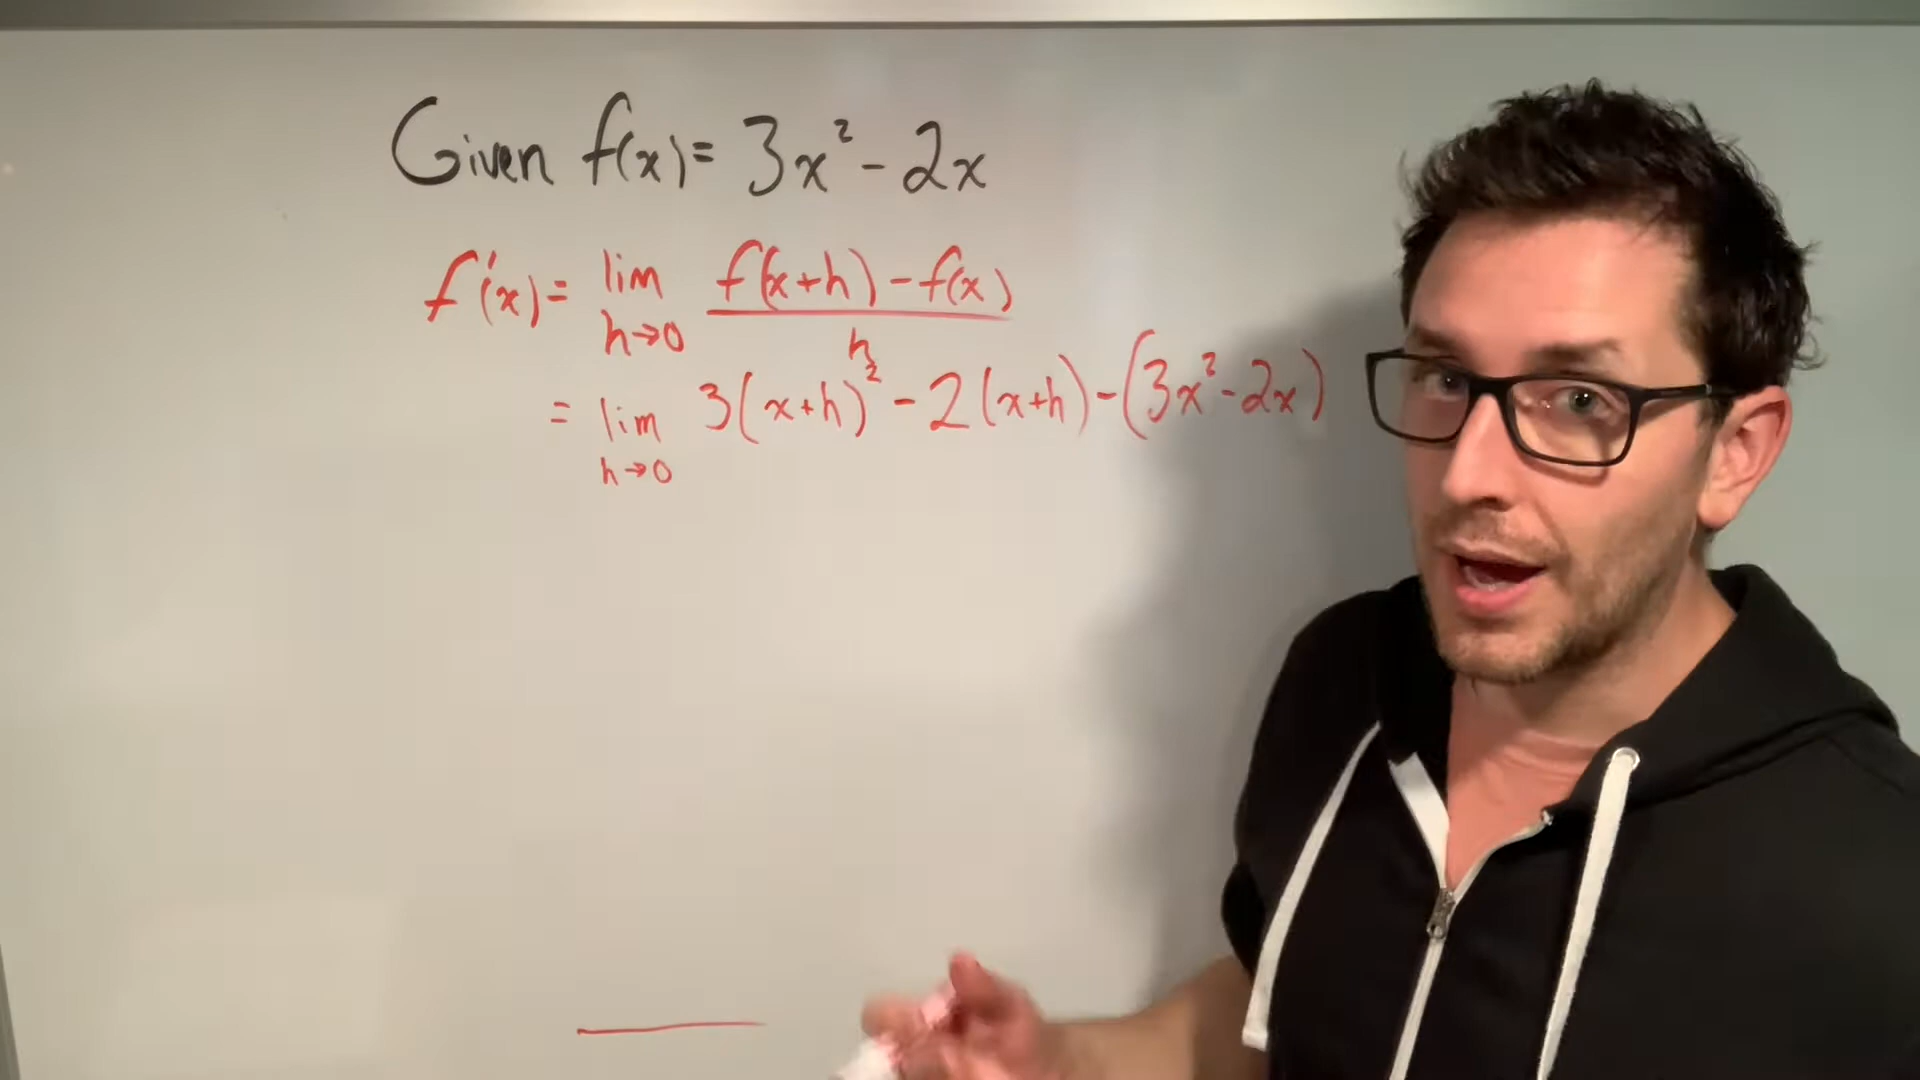 Given f(x) = 3x² - 2x
f'(x) = lim h→0 f(x+h) - f(x) / h
= lim h→0 3(x+h)² - 2(x+h) - (3x² - 2x)